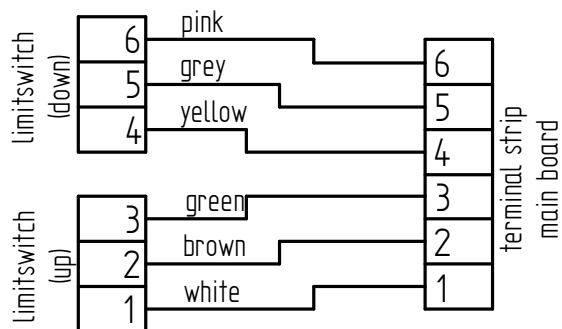 Limitswitch
(down)
6
5
4
pink
grey
yellow
Limitswitch
(up)
3
2
1
green
brown
white
6
5
4
3
2
1
terminal strip
main board